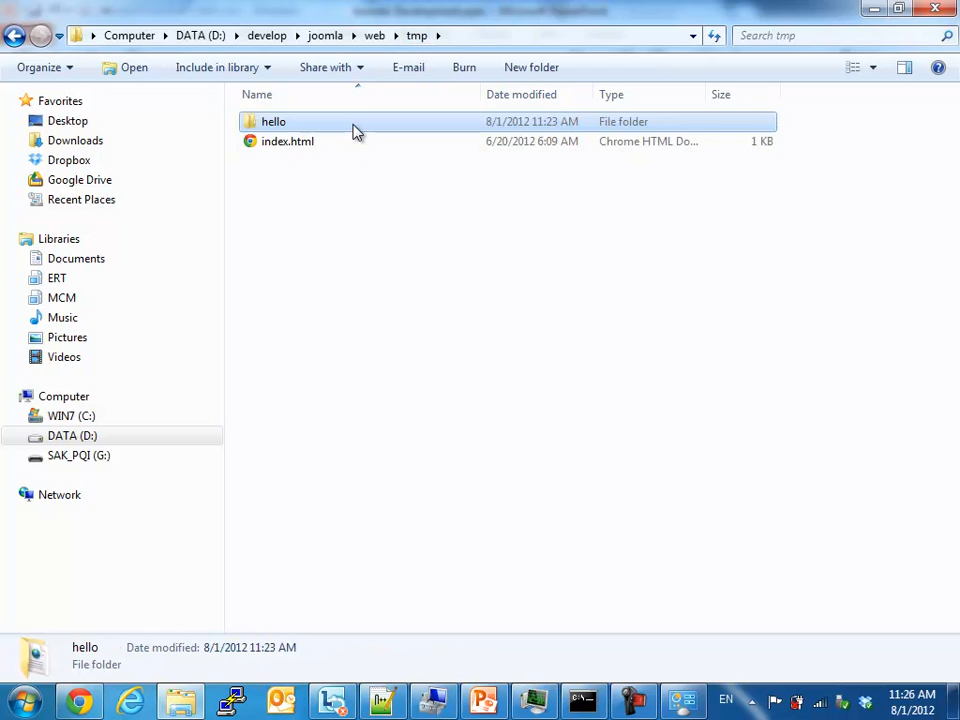 Computer DATA (D:) develop joomla web tmp Search tmp
Organize Open Include in library Share with E-mail Burn New folder
Name Date modified Type Size
hello 8/1/2012 11:23 AM File folder
index.html 6/20/2012 6:09 AM Chrome HTML Do... 1 KB
Favorites
Desktop
Downloads
Dropbox
Google Drive
Recent Places
Libraries
Documents
ERT
MCM
Music
Pictures
Videos
Computer
WIN7 (C:)
DATA (D:)
SAK_PQI (G:)
Network
hello Date modified: 8/1/2012 11:23 AM
File folder
EN 11:26 AM
8/1/2012